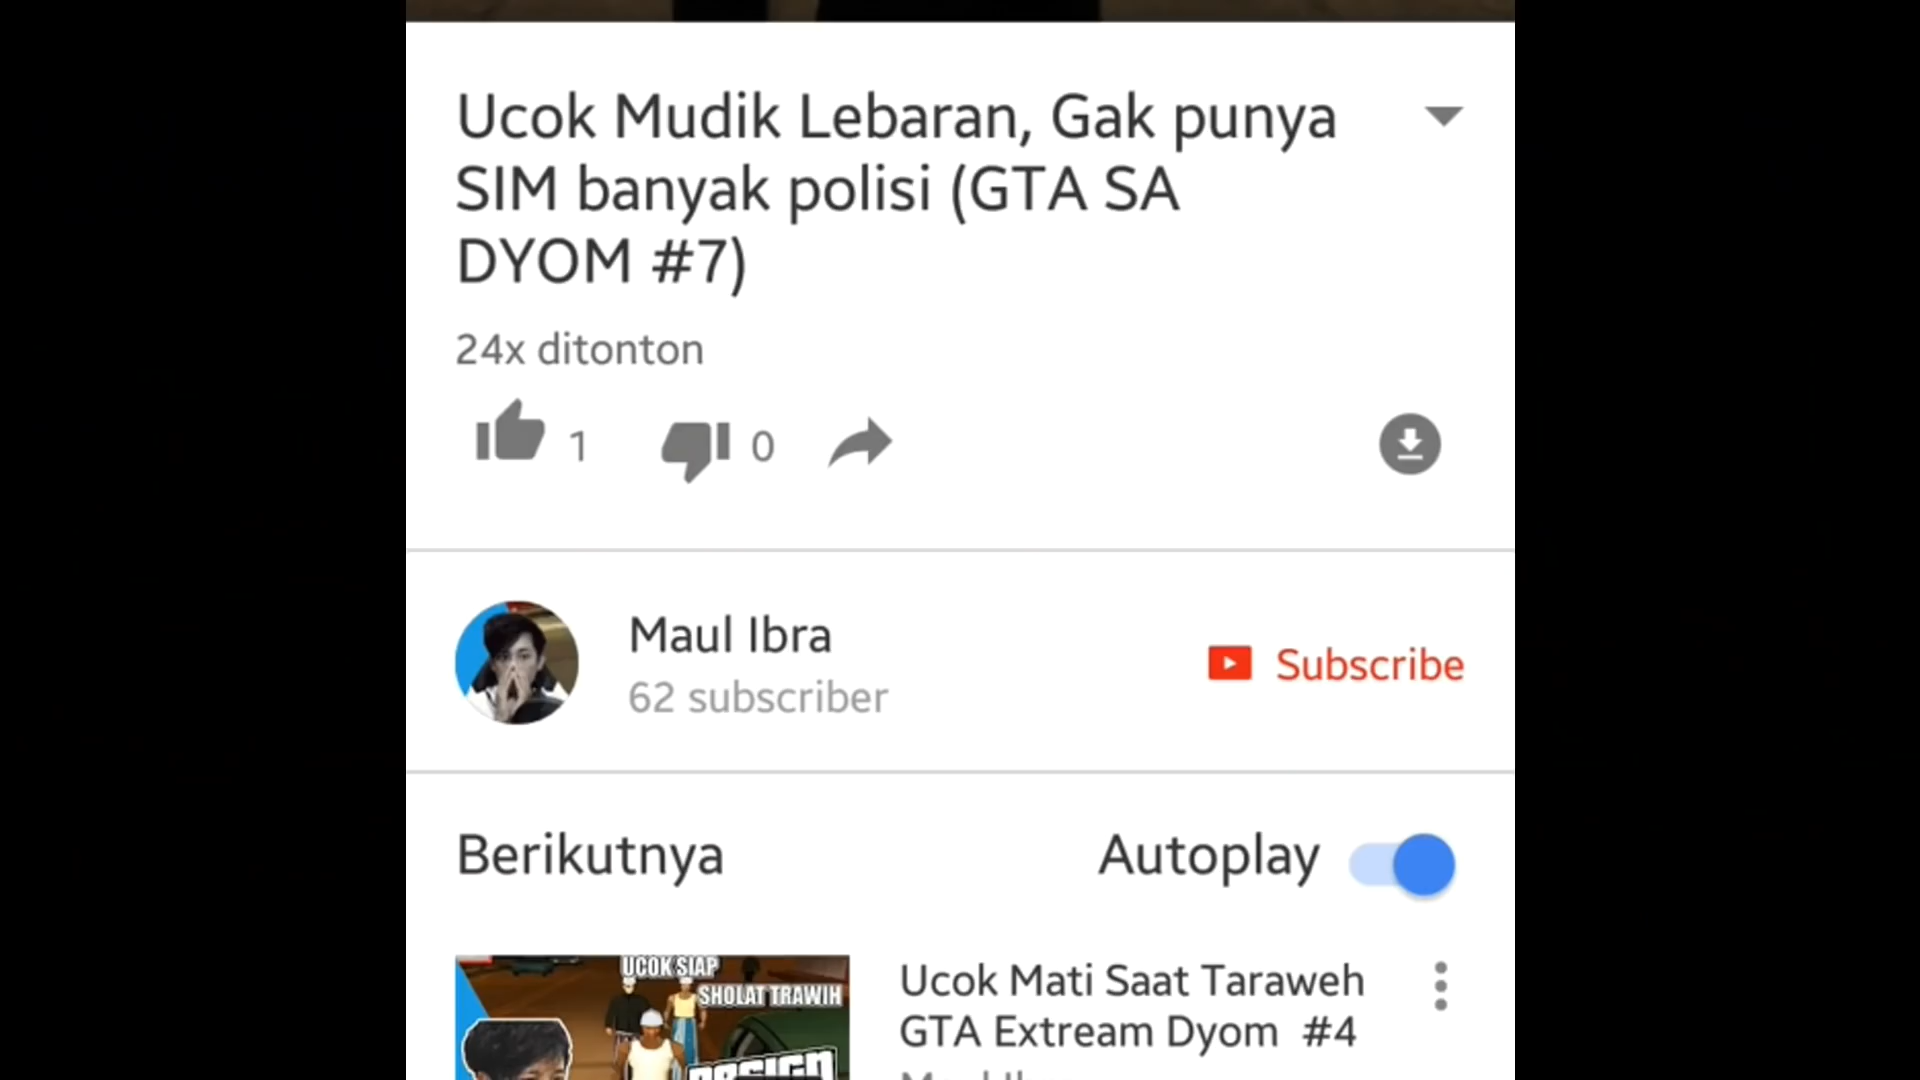 Ucok Mudik Lebaran, Gak punya
SIM banyak polisi (GTA SA
DYOM #7)
24x ditonton
1 0
Maul Ibra
62 subscriber
Subscribe
Berikutnya
Autoplay
UCOK SIAP
SHOLAT TRAWIH
Ucok Mati Saat Taraweh
GTA Extream Dyom #4